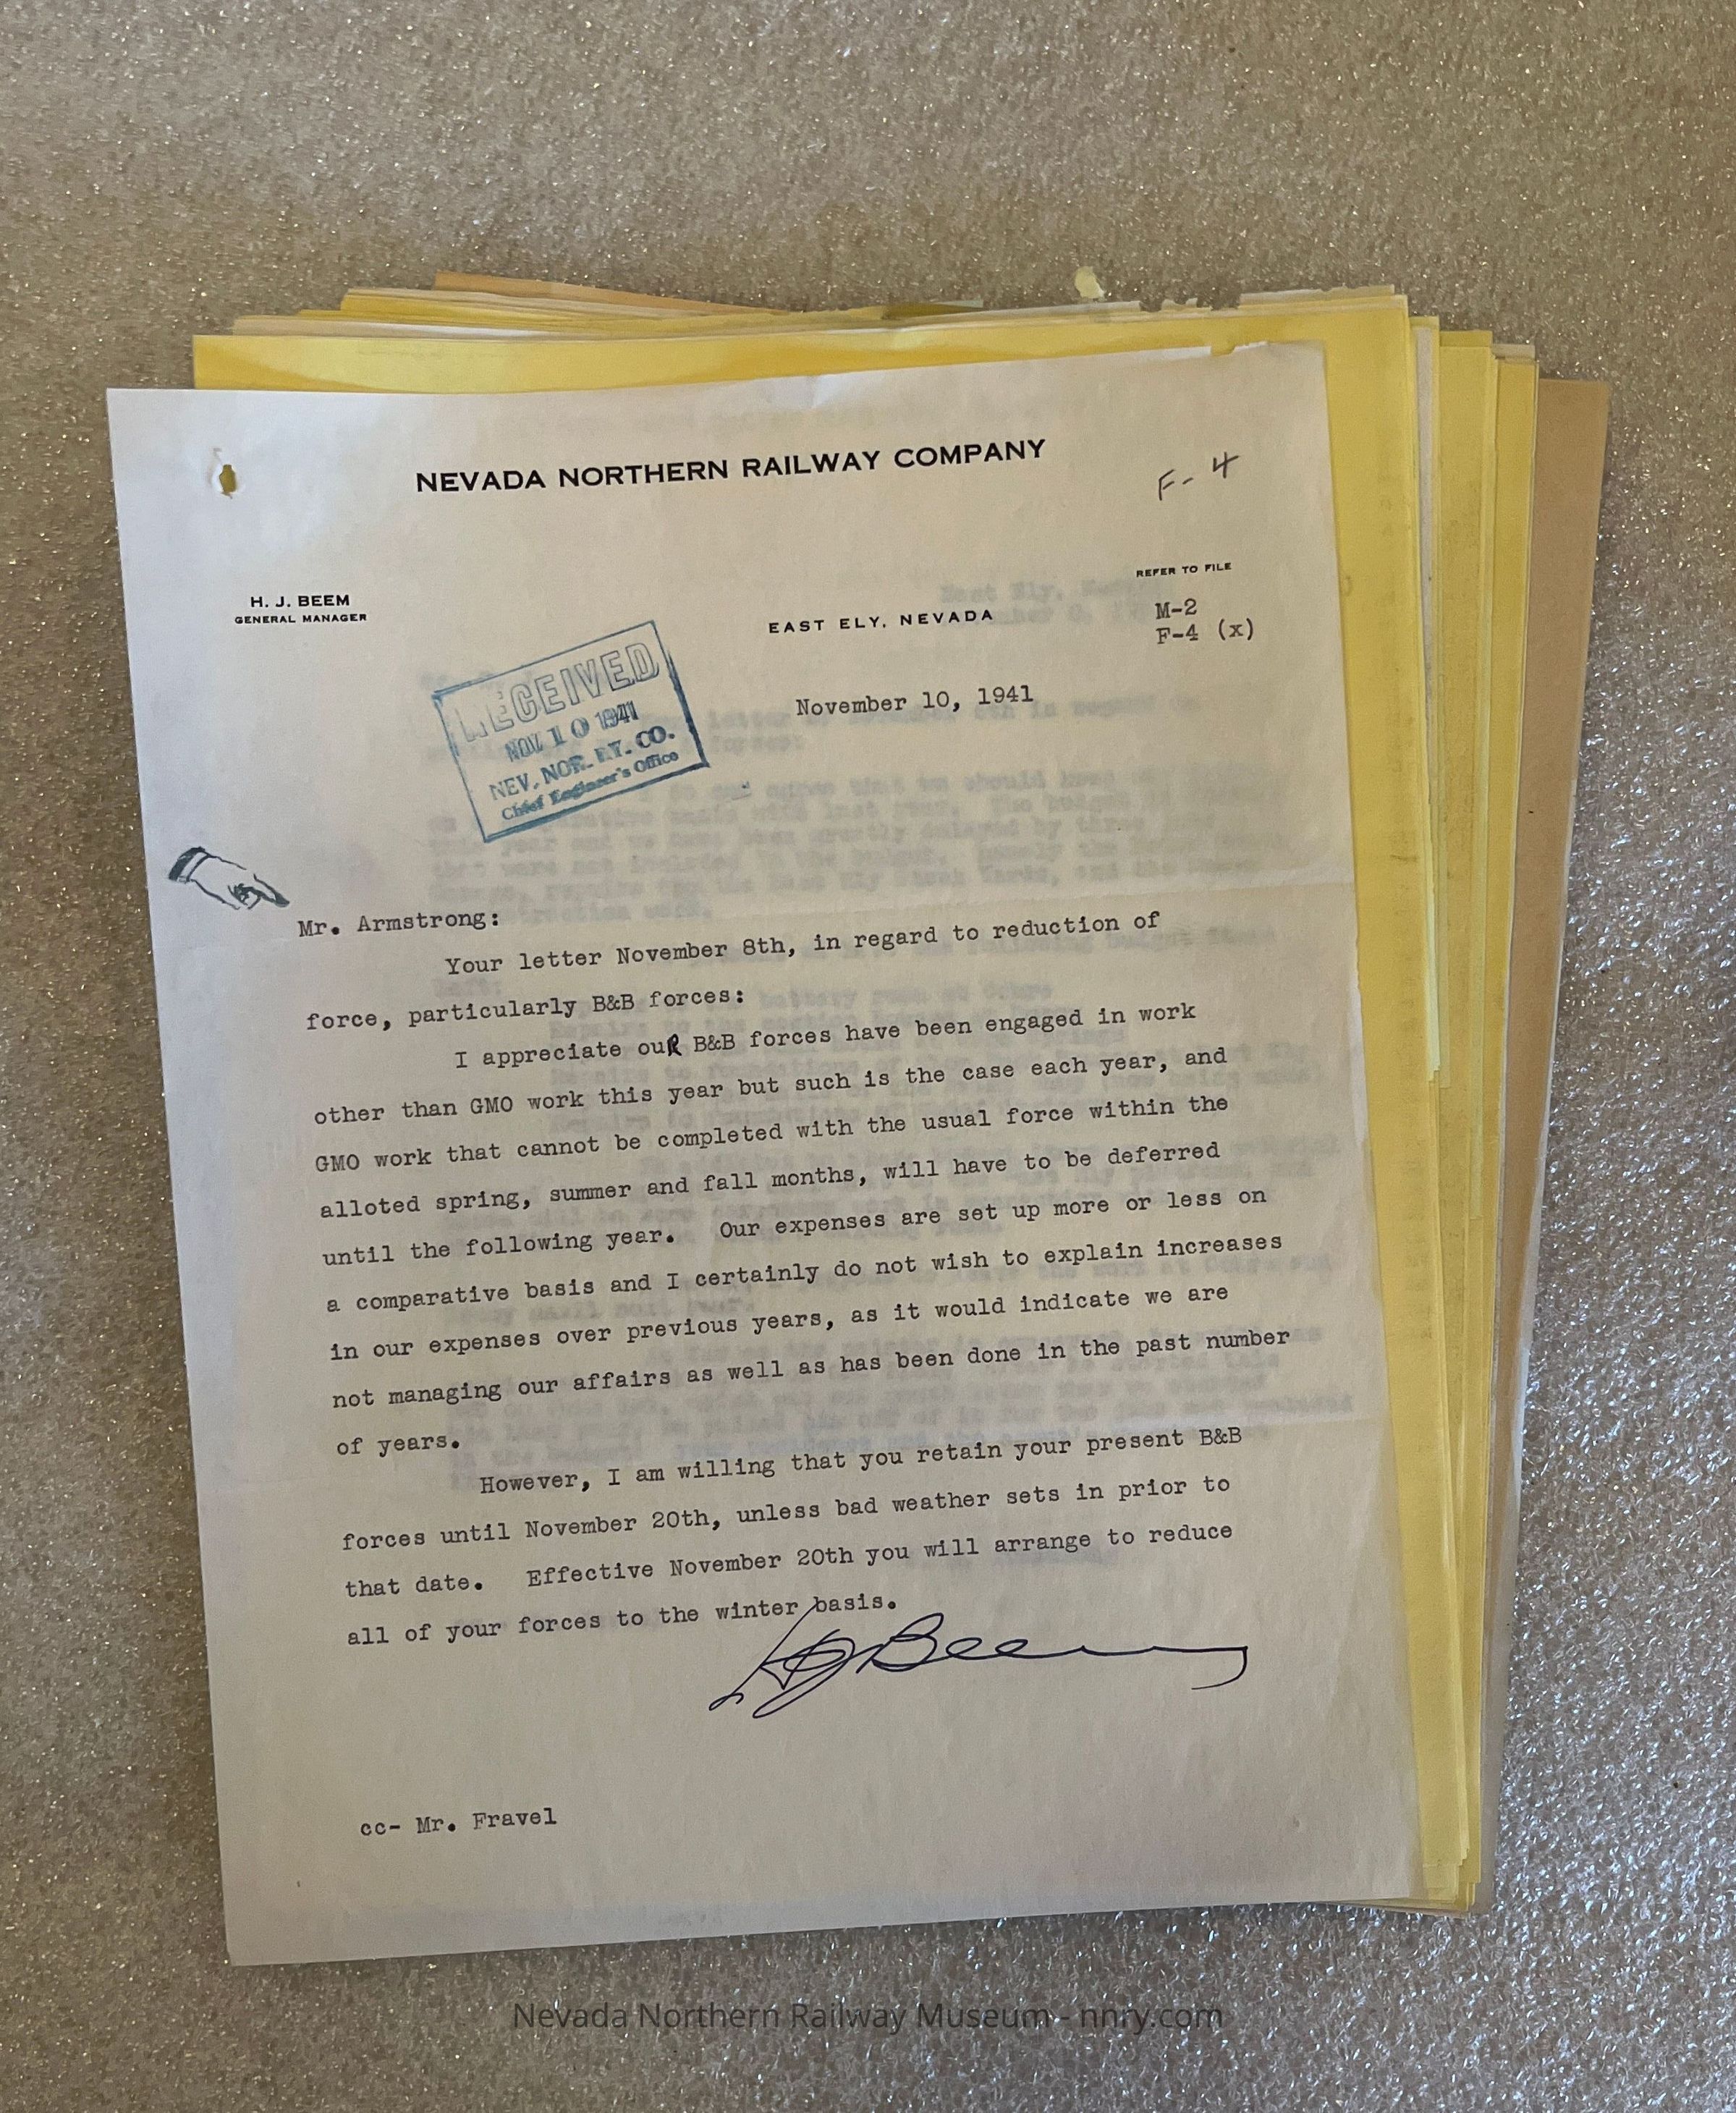 NEVADA NORTHERN RAILWAY COMPANY
F-4
H. J. BEEM
GENERAL MANAGER
EAST ELY, NEVADA
REFER TO FILE
M-2
F-4 (x)
November 10, 1941
RECEIVED
NOV 10 1941
NEV. NOR. RY. CO.
Chief Engineer's Office
Mr. Armstrong:
Your letter November 8th, in regard to reduction of
force, particularly B&B forces:
I appreciate ouR B&B forces have been engaged in work
other than GMO work this year but such is the case each year, and
GMO work that cannot be completed with the usual force within the
alloted spring, summer and fall months, will have to be deferred
until the following year. Our expenses are set up more or less on
a comparative basis and I certainly do not wish to explain increases
in our expenses over previous years, as it would indicate we are
not managing our affairs as well as has been done in the past number
of years.
However, I am willing that you retain your present B&B
forces until November 20th, unless bad weather sets in prior to
that date. Effective November 20th you will arrange to reduce
all of your forces to the winter basis.
HJ Beem
cc- Mr. Fravel
Nevada Northern Railway Museum - nnry.com